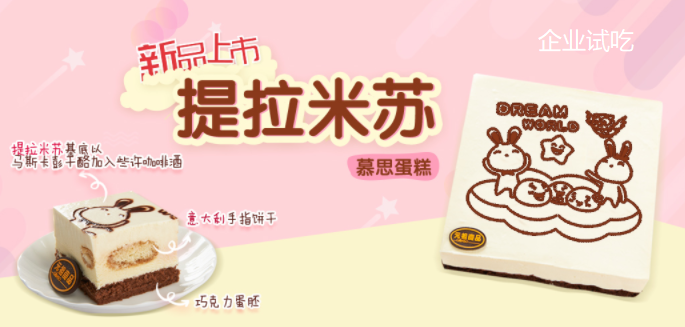 企业试吃
新品上市
提拉米苏
慕思蛋糕
提拉米苏基底以
马斯卡彭干酪加入些许咖啡酒
意大利手指饼干
巧克力蛋胚
DREAM
WORLD